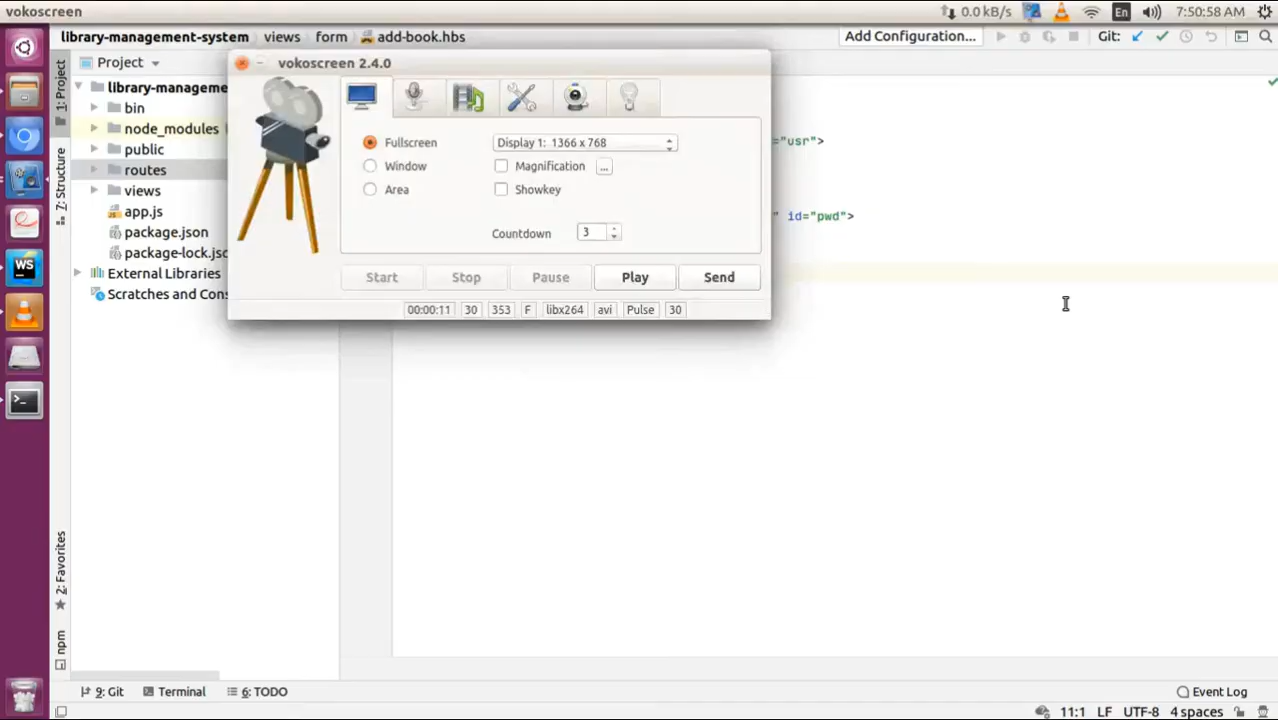 vokoscreen
0.0 kB/s
En
7:50:58 AM
library-management-system
views
form
add-book.hbs
Add Configuration...
Git:
1: Project
Project
library-manageme
bin
node_modules
public
routes
views
app.js
package.json
package-lock.jsc
External Libraries
Scratches and Cons
7: Structure
2: Favorites
npm
vokoscreen 2.4.0
Fullscreen
Display 1: 1366 x 768
Window
Magnification
...
Area
Showkey
Countdown
3
Start
Stop
Pause
Play
Send
00:00:11
30
353
F
libx264
avi
Pulse
30
="usr">
" id="pwd">
WS
9: Git
Terminal
6: TODO
Event Log
11:1
LF
UTF-8
4 spaces